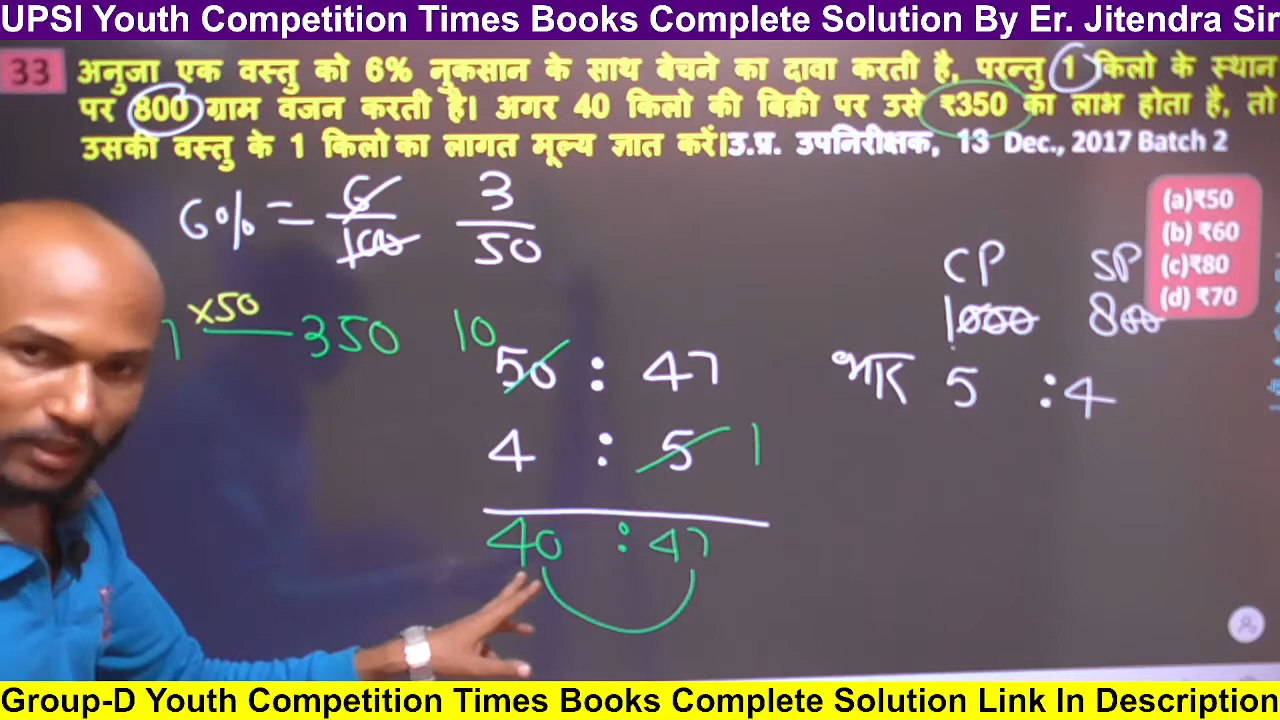 UPSI Youth Competition Times Books Complete Solution By Er. Jitendra Sir
33 अनुजा एक वस्तु को 6% नुकसान के साथ बेचने का दावा करती है, परन्तु 1 किलो के स्थान
पर 800 ग्राम वजन करती है। अगर 40 किलो की बिक्री पर उसे ₹350 का लाभ होता है, तो
उसकी वस्तु के 1 किलो का लागत मूल्य ज्ञात करें। उ.प्र. उपनिरीक्षक, 13 Dec., 2017 Batch 2
(a) ₹50
(b) ₹60
(c) ₹80
(d) ₹70
6% = 6/100 3/50
CP SP
1000 800
भार 5 : 4
7 ×50 350
10
50 : 47
4 : 5 1
40 : 47
Group-D Youth Competition Times Books Complete Solution Link In Description